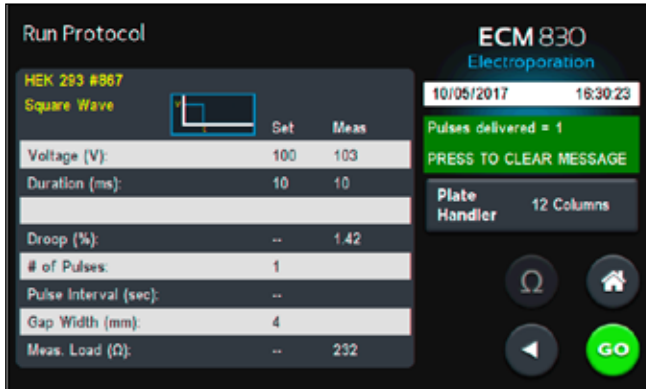 Run Protocol
ECM 830
Electroporation
HEK 293 #867
Square Wave
V
t
Set Meas
Voltage (V): 100 103
Duration (ms): 10 10
Droop (%): -- 1.42
# of Pulses: 1
Pulse Interval (sec): --
Gap Width (mm): 4
Meas. Load (Ω): -- 232
10/05/2017 16:30:23
Pulses delivered = 1
PRESS TO CLEAR MESSAGE
Plate Handler 12 Columns
Ω
GO